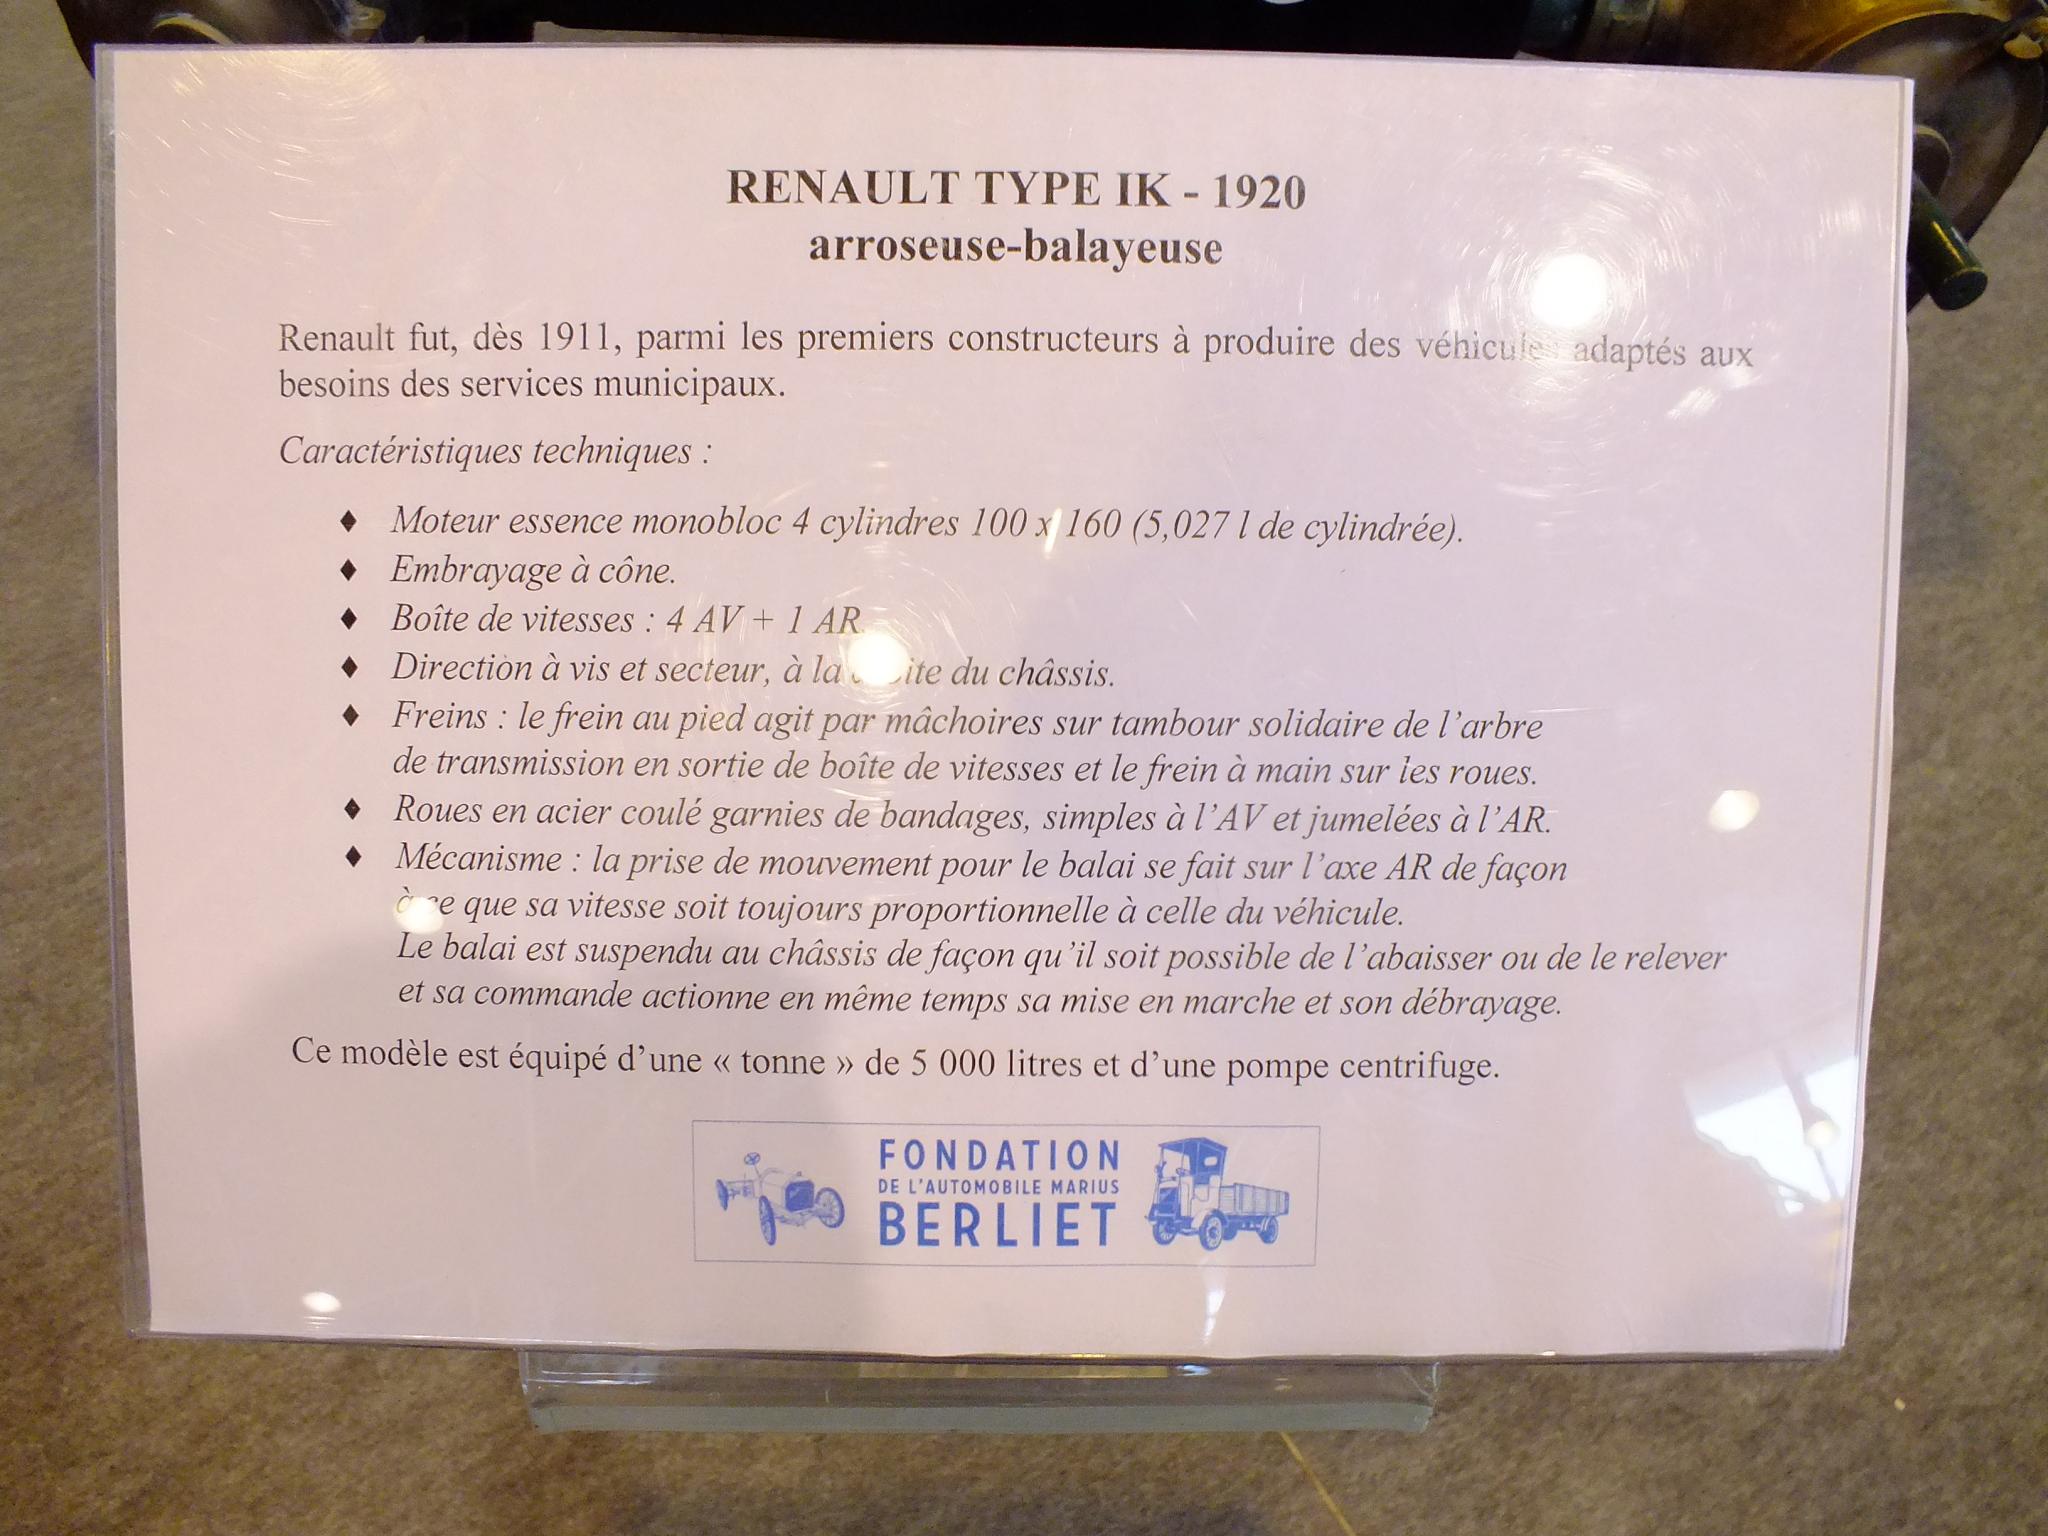 RENAULT TYPE IK - 1920
arroseuse-balayeuse
Renault fut, dès 1911, parmi les premiers constructeurs à produire des véhicules adaptés aux
besoins des services municipaux.
Caractéristiques techniques :
♦ Moteur essence monobloc 4 cylindres 100 x 160 (5,027 l de cylindrée).
♦ Embrayage à cône.
♦ Boîte de vitesses : 4 AV + 1 AR.
♦ Direction à vis et secteur, à la droite du châssis.
♦ Freins : le frein au pied agit par mâchoires sur tambour solidaire de l'arbre
de transmission en sortie de boîte de vitesses et le frein à main sur les roues.
♦ Roues en acier coulé garnies de bandages, simples à l'AV et jumelées à l'AR.
♦ Mécanisme : la prise de mouvement pour le balai se fait sur l'axe AR de façon
à ce que sa vitesse soit toujours proportionnelle à celle du véhicule.
Le balai est suspendu au châssis de façon qu'il soit possible de l'abaisser ou de le relever
et sa commande actionne en même temps sa mise en marche et son débrayage.
Ce modèle est équipé d'une « tonne » de 5 000 litres et d'une pompe centrifuge.
FONDATION
DE L'AUTOMOBILE MARIUS
BERLIET